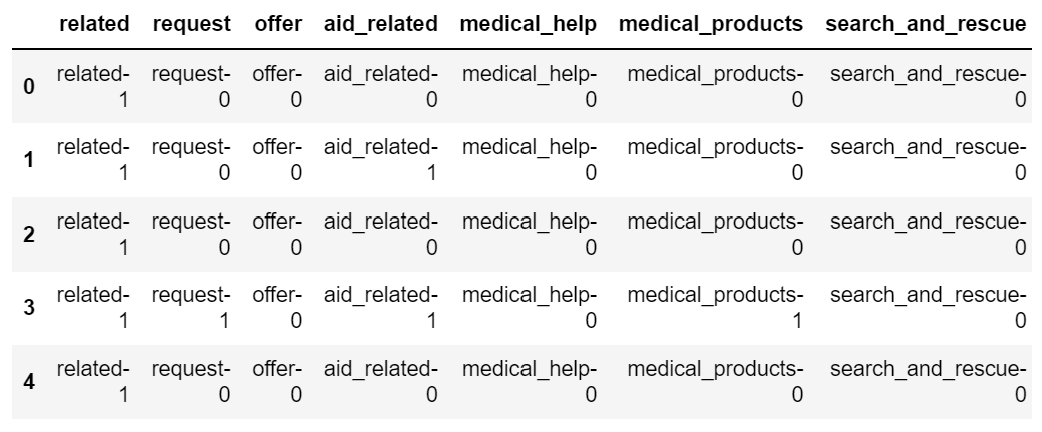 related request offer aid_related medical_help medical_products search_and_rescue
0 related- request- offer- aid_related- medical_help- medical_products- search_and_rescue-
1 0 0 0 0 0 0
1 related- request- offer- aid_related- medical_help- medical_products- search_and_rescue-
1 0 0 1 0 0 0
2 related- request- offer- aid_related- medical_help- medical_products- search_and_rescue-
1 0 0 0 0 0 0
3 related- request- offer- aid_related- medical_help- medical_products- search_and_rescue-
1 1 0 1 0 1 0
4 related- request- offer- aid_related- medical_help- medical_products- search_and_rescue-
1 0 0 0 0 0 0